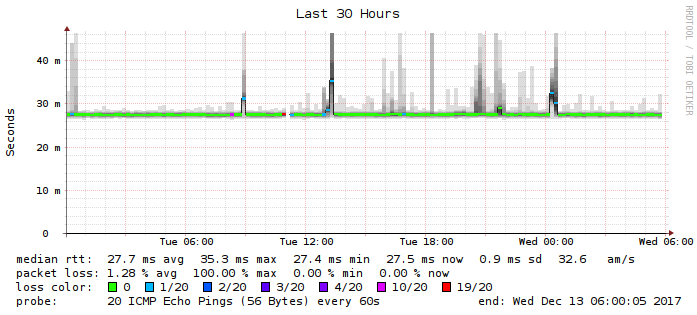 Last 30 Hours
RRDTOOL / TOBI OETIKER
Seconds
40 m
30 m
20 m
10 m
0
Tue 06:00 Tue 12:00 Tue 18:00 Wed 00:00 Wed 06:00
median rtt: 27.7 ms avg 35.3 ms max 27.4 ms min 27.5 ms now 0.9 ms sd 32.6 am/s
packet loss: 1.28 % avg 100.00 % max 0.00 % min 0.00 % now
loss color: 0 1/20 2/20 3/20 4/20 10/20 19/20
probe: 20 ICMP Echo Pings (56 Bytes) every 60s end: Wed Dec 13 06:00:05 2017